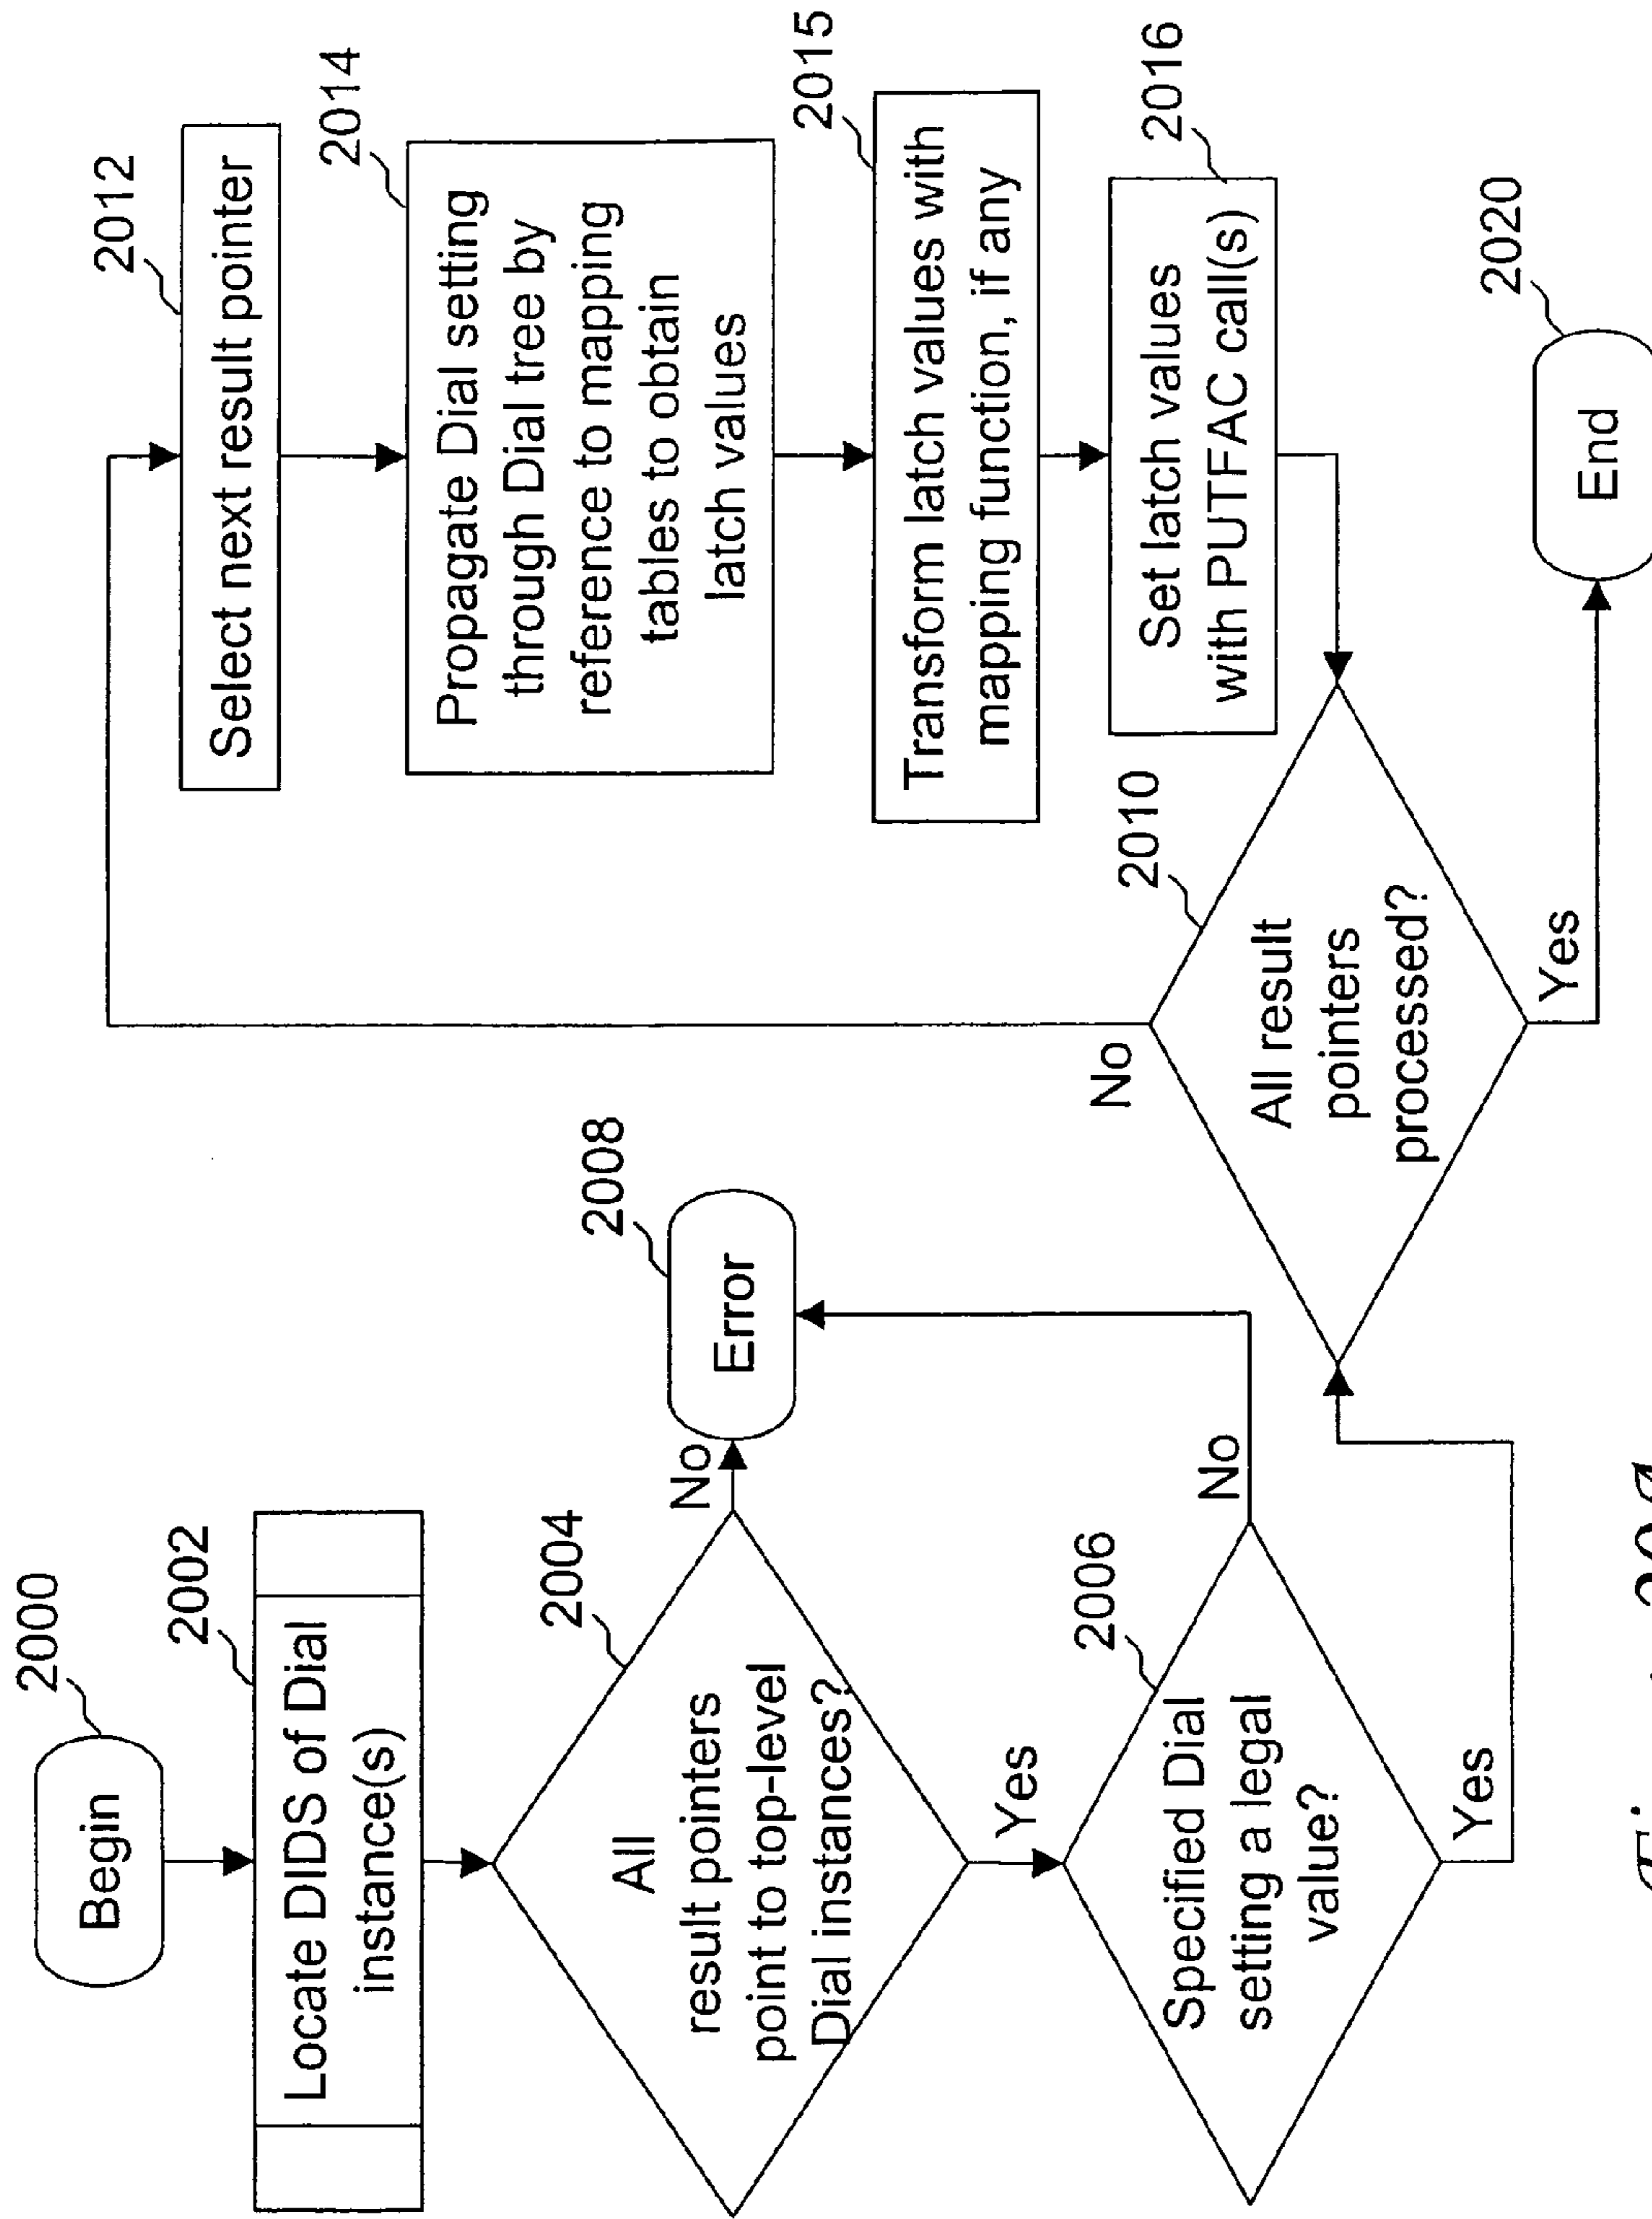 2000
Begin
2002
Locate DIDS of Dial
instance(s)
2004
All
result pointers
point to top-level
Dial instances?
No
2008
Error
Yes
2006
Specified Dial
setting a legal
value?
No
Yes
2010
All result
pointers
processed?
No
Yes
2012
Select next result pointer
2014
Propagate Dial setting
through Dial tree by
reference to mapping
tables to obtain
latch values
2015
Transform latch values with
mapping function, if any
2016
Set latch values
with PUTFAC call(s)
2020
End